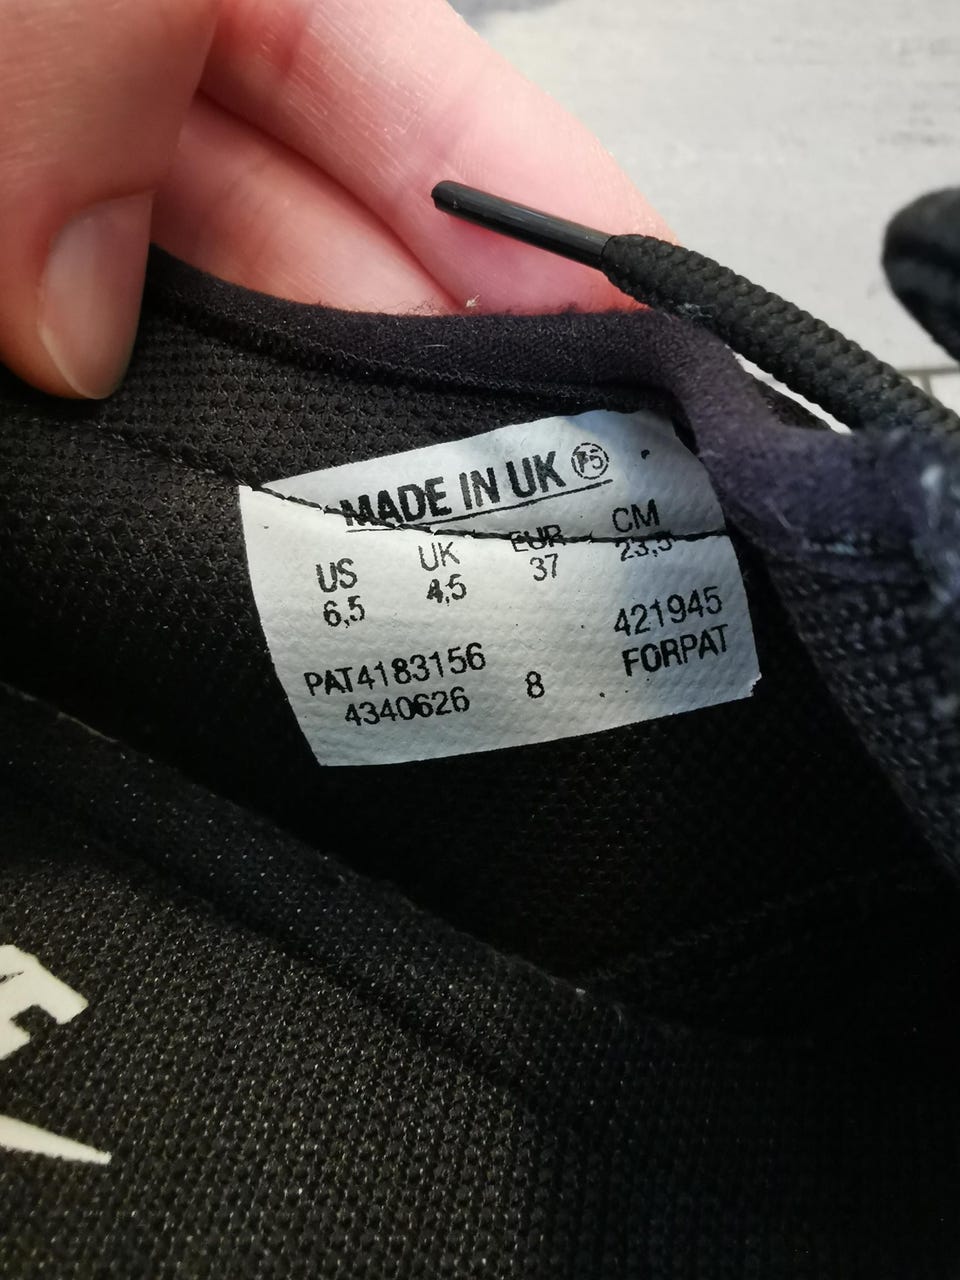 MADE IN UK
US UK EUR CM
6,5 4,5 37 23,5
PAT4183156 421945
4340626 8 FORPAT